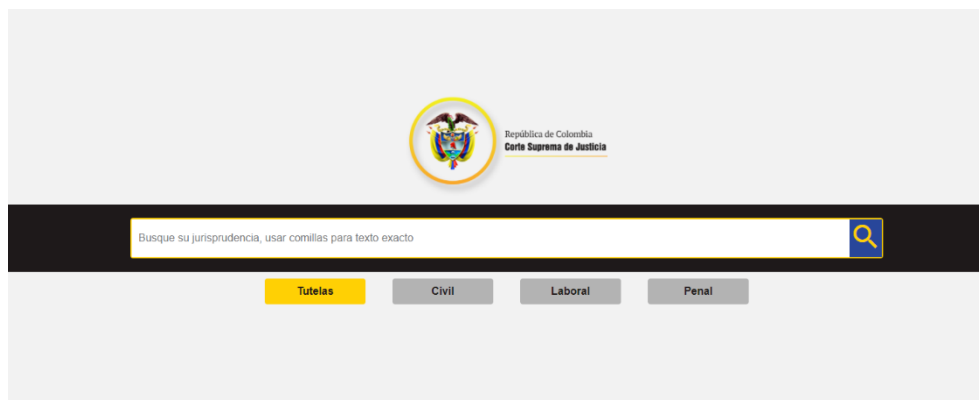 República de Colombia
Corte Suprema de Justicia
Busque su jurisprudencia, usar comillas para texto exacto
Tutelas
Civil
Laboral
Penal